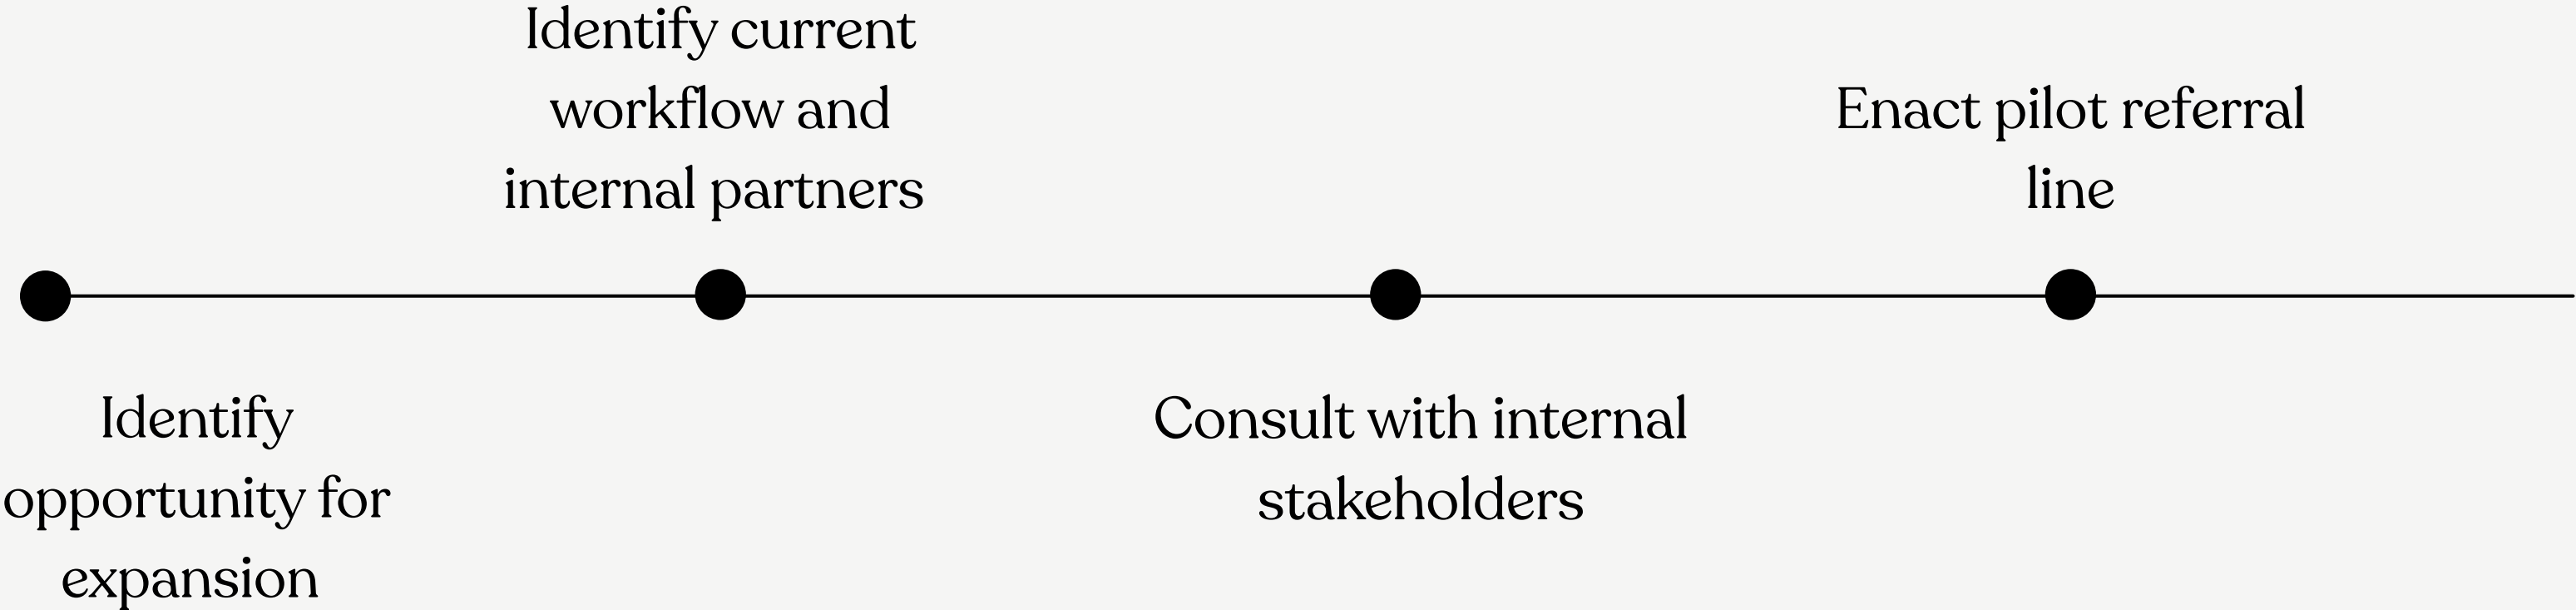 Identify current
workflow and
internal partners
Enact pilot referral
line
Identify
opportunity for
expansion
Consult with internal
stakeholders